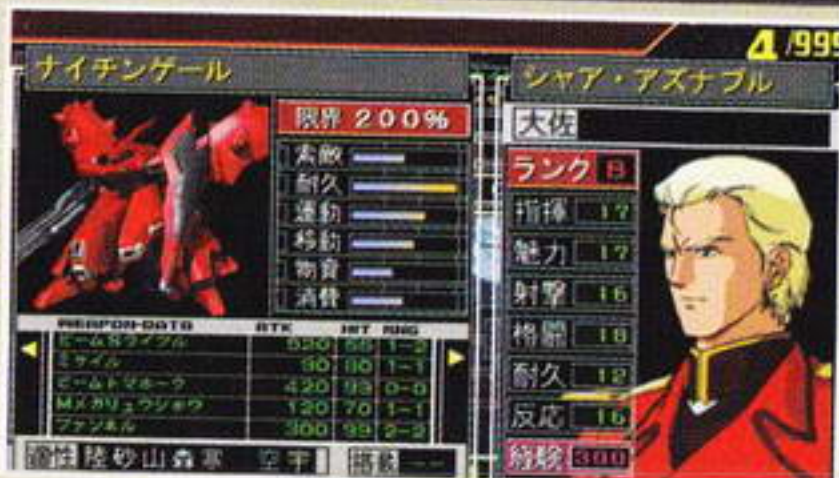 4/999
ナイチンゲール
限界 200%
索敵
耐久
運動
移動
物資
消費
WEAPON-DATA ATK HIT RNG
ビームSライフル 520 55 1-2
ミサイル 90 80 1-1
ビームトマホーク 420 99 0-0
Mメガリュウシホウ 120 70 1-1
ファンネル 300 99 2-2
適性 陸砂山森寒 空宇 搭載 --
シャア・アズナブル
大佐
ランク B
指揮 17
魅力 17
射撃 16
格闘 18
耐久 12
反応 16
経験 300